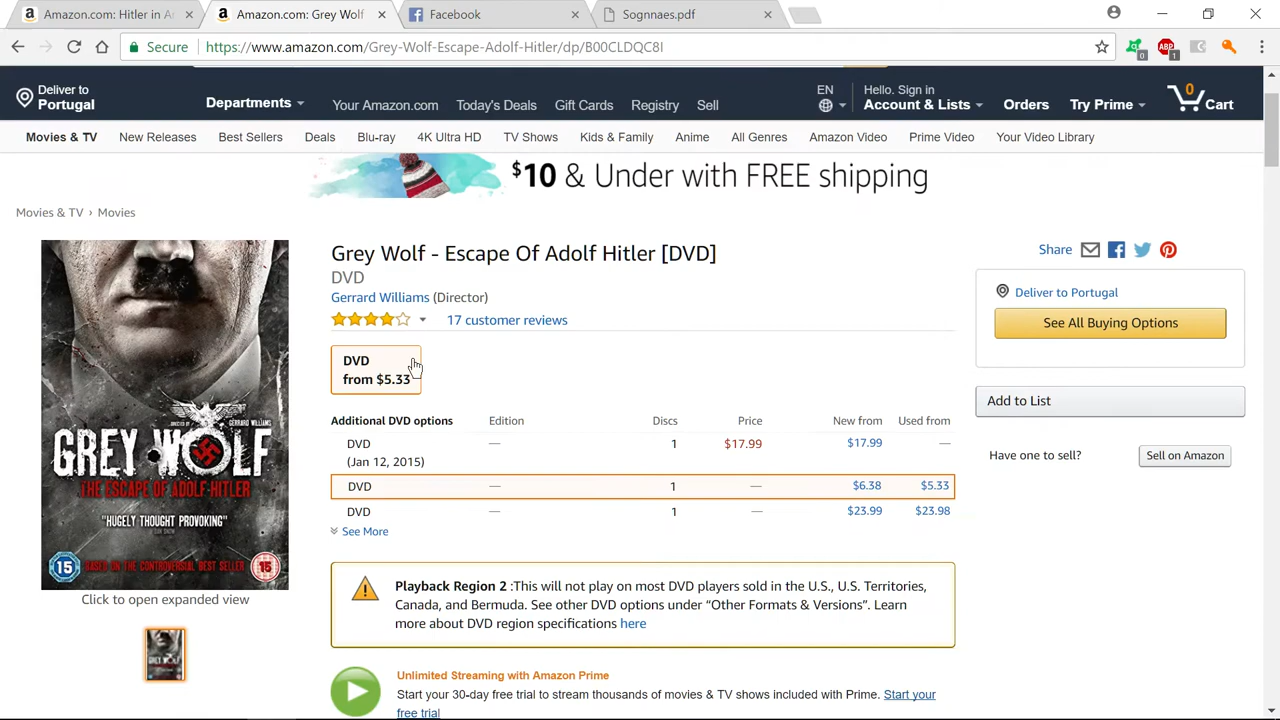 Amazon.com: Hitler in A
Amazon.com: Grey Wolf
Facebook
Sognnaes.pdf
Secure
https://www.amazon.com/Grey-Wolf-Escape-Adolf-Hitler/dp/B00CLDQC8I
0
ABP
1
Deliver to
Portugal
Departments
Your Amazon.com
Today's Deals
Gift Cards
Registry
Sell
EN
Hello. Sign in
Account & Lists
Orders
Try Prime
0
Cart
Movies & TV
New Releases
Best Sellers
Deals
Blu-ray
4K Ultra HD
TV Shows
Kids & Family
Anime
All Genres
Amazon Video
Prime Video
Your Video Library
$10 & Under with FREE shipping
Movies & TV › Movies
Grey Wolf - Escape Of Adolf Hitler [DVD]
DVD
Gerrard Williams (Director)
17 customer reviews
DVD
from $5.33
Additional DVD options Edition Discs Price New from Used from
DVD — 1 $17.99 $17.99 —
(Jan 12, 2015)
DVD — 1 — $6.38 $5.33
DVD — 1 — $23.99 $23.98
See More
Playback Region 2 :This will not play on most DVD players sold in the U.S., U.S. Territories,
Canada, and Bermuda. See other DVD options under “Other Formats & Versions”. Learn
more about DVD region specifications here
Unlimited Streaming with Amazon Prime
Start your 30-day free trial to stream thousands of movies & TV shows included with Prime. Start your
free trial
Share
Deliver to Portugal
See All Buying Options
Add to List
Have one to sell?
Sell on Amazon
DIRECTED BY GERRARD WILLIAMS
GREY WOLF
THE ESCAPE OF ADOLF HITLER
"HUGELY THOUGHT PROVOKING"
DAN SNOW
15
BASED ON THE CONTROVERSIAL BEST SELLER
15
Click to open expanded view